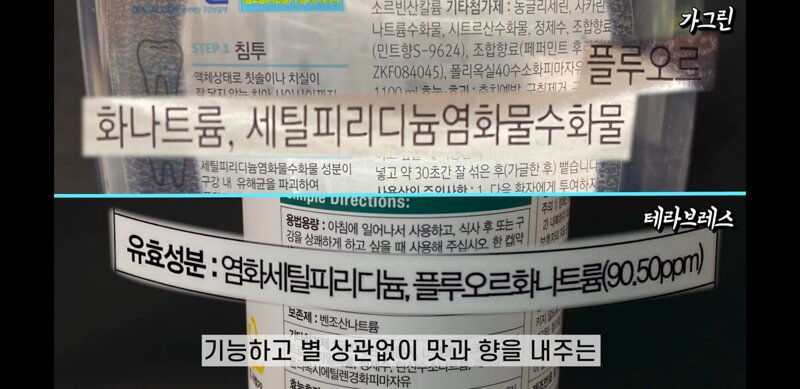 가그린
DENTAL CARE
소르빈산칼륨 기타첨가제 : 농글리세린, 사카린
나트륨수화물, 시트르산수화물, 정제수, 조합향료
(민트향S-9624), 조합향료(페퍼민트
ZKF084045), 폴리옥실40수소화피마자유
1100 ml
STEP 1 침투
액체상태로 칫솔이나 치실이
플루오르
화나트륨, 세틸피리디늄염화물수화물
세틸피리디늄염화물수화물 성분이
구강 내 유해균을 파괴하여
넣고 약 30초간 잘 섞은 후(가글한 후) 뱉습니다
사용상의 주의사항 : 1. 다음 환자에게 투여하지
테라브레스
Simple Directions:
용법용량 : 아침에 일어나서 사용하고, 식사 후 또는 구
강을 상쾌하게 하고 싶을 때 사용해 주십시오. 한 컵(약
유효성분 : 염화세틸피리디늄, 플루오르화나트륨(90.50ppm)
보존제 : 벤조산나트륨
기능하고 별 상관없이 맛과 향을 내주는